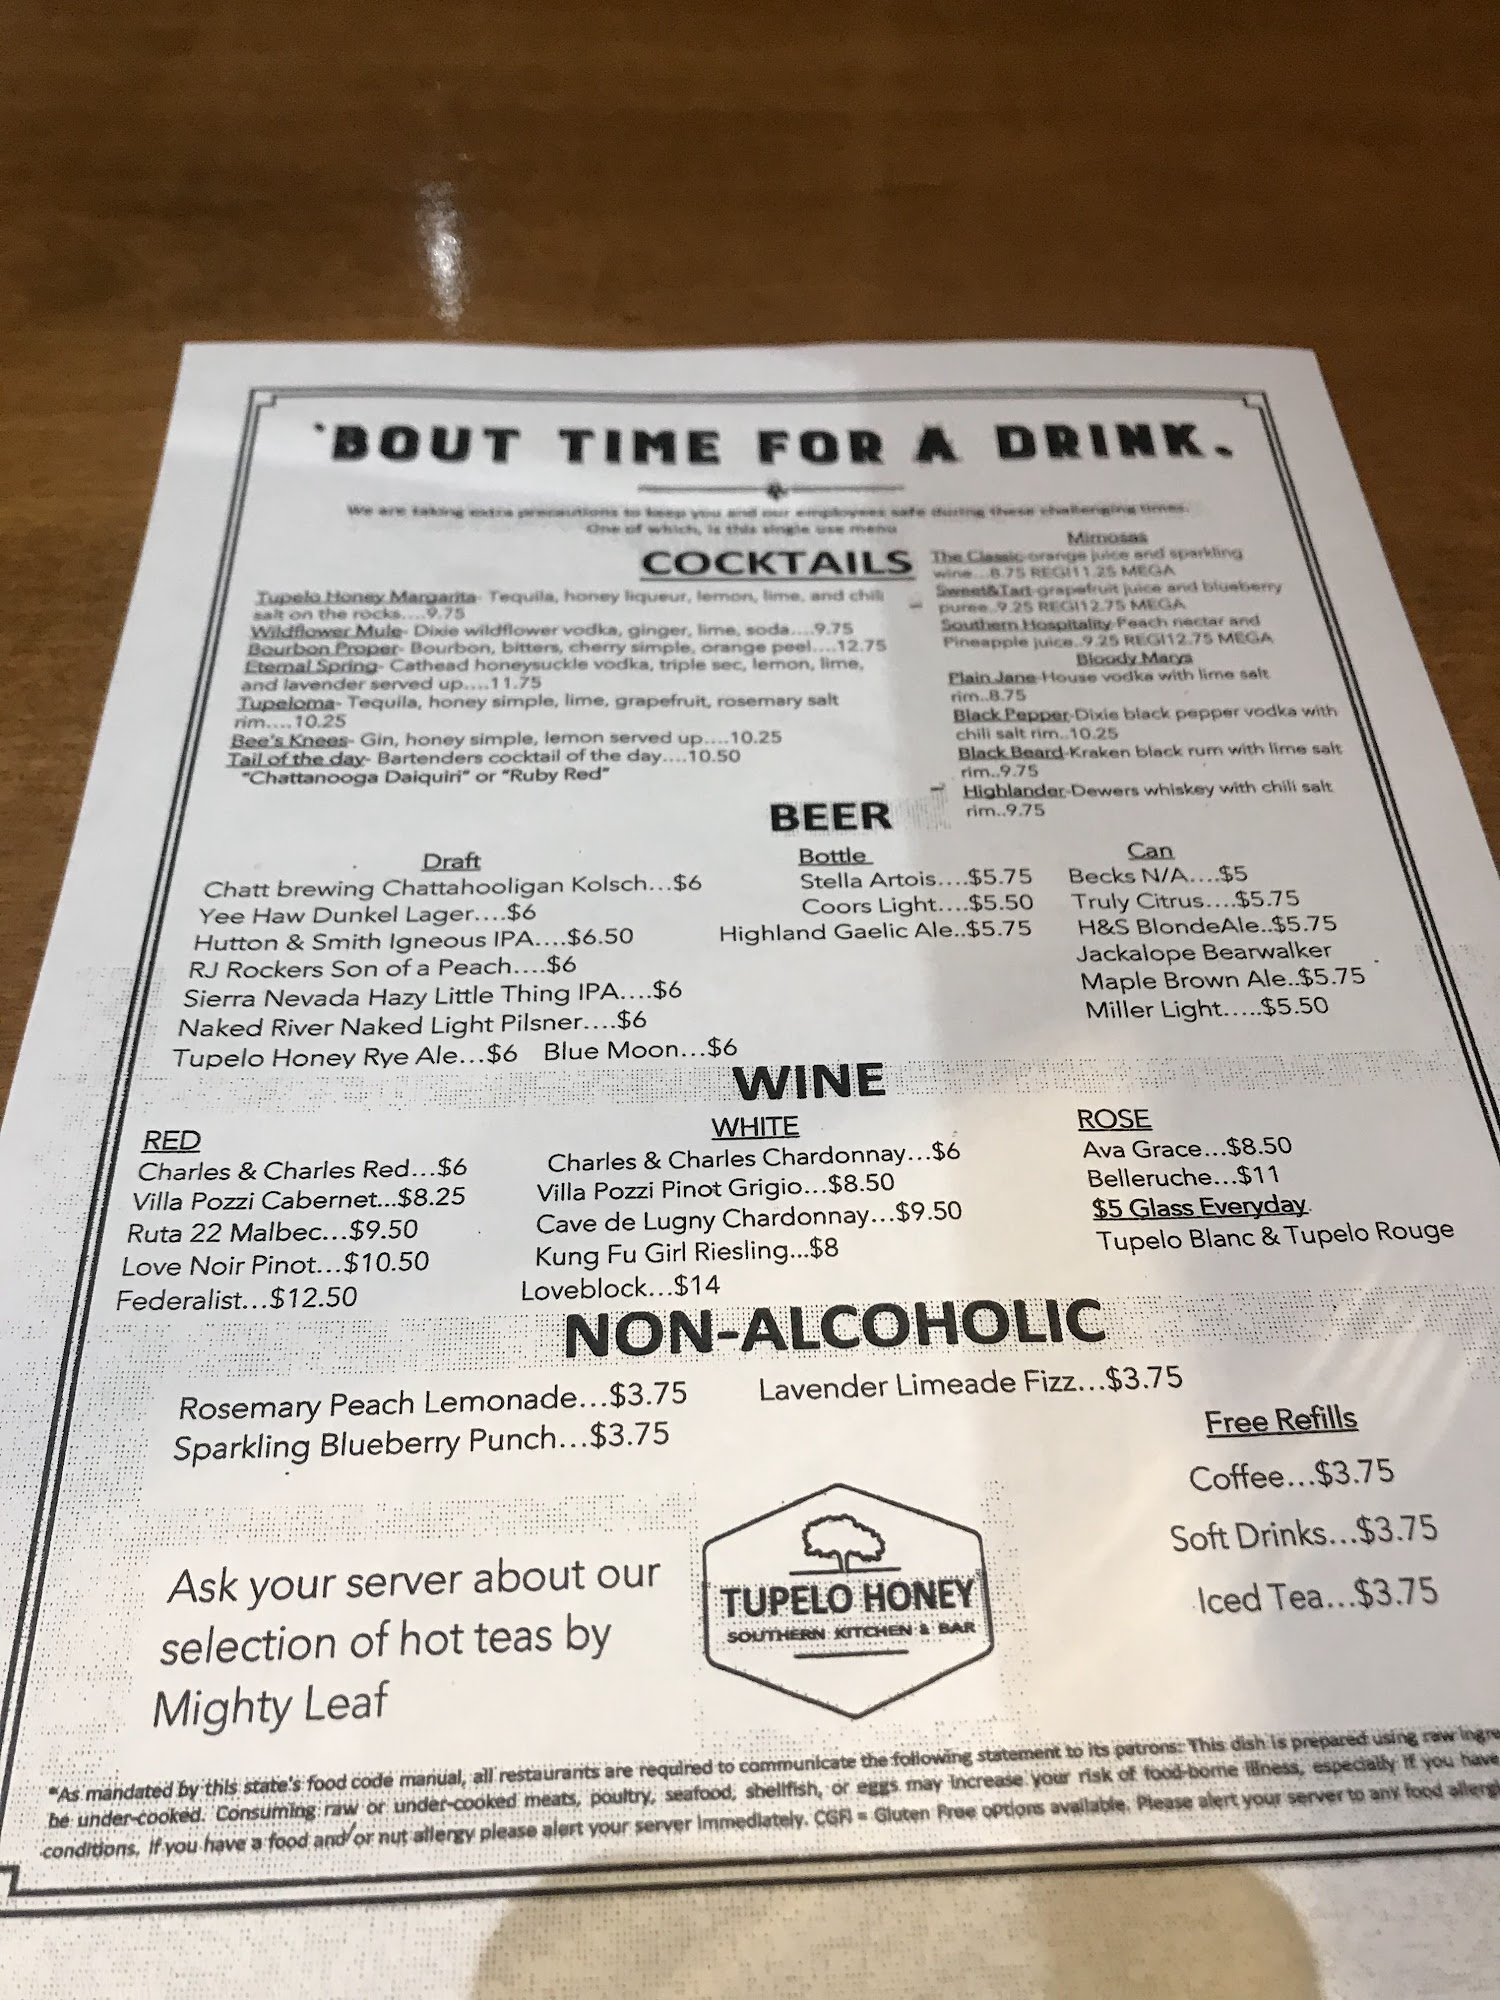 'BOUT TIME FOR A DRINK.
We are taking extra precautions to keep you and our employees safe during these challenging times.
One of which, is this single use menu
COCKTAILS
Tupelo Honey Margarita- Tequila, honey liqueur, lemon, lime, and chili
salt on the rocks....9.75
Wildflower Mule- Dixie wildflower vodka, ginger, lime, soda....9.75
Bourbon Proper- Bourbon, bitters, cherry simple, orange peel....12.75
Eternal Spring- Cathead honeysuckle vodka, triple sec, lemon, lime,
and lavender served up....11.75
Tupeloma- Tequila, honey simple, lime, grapefruit, rosemary salt
rim....10.25
Bee's Knees- Gin, honey simple, lemon served up....10.25
Tail of the day- Bartenders cocktail of the day....10.50
"Chattanooga Daiquiri" or "Ruby Red"
Mimosas
The Classic-orange juice and sparkling
wine...8.75 REG|11.25 MEGA
Sweet&Tart-grapefruit juice and blueberry
puree..9.25 REG|12.75 MEGA
Southern Hospitality-Peach nectar and
Pineapple juice..9.25 REG|12.75 MEGA
Bloody Marys
Plain Jane-House vodka with lime salt
rim..8.75
Black Pepper-Dixie black pepper vodka with
chili salt rim..10.25
Black Beard-Kraken black rum with lime salt
rim..9.75
Highlander-Dewers whiskey with chili salt
rim..9.75
BEER
Draft
Chatt brewing Chattahooligan Kolsch...$6
Yee Haw Dunkel Lager....$6
Hutton & Smith Igneous IPA....$6.50
RJ Rockers Son of a Peach....$6
Sierra Nevada Hazy Little Thing IPA....$6
Naked River Naked Light Pilsner....$6
Tupelo Honey Rye Ale...$6 Blue Moon...$6
Bottle
Stella Artois....$5.75
Coors Light....$5.50
Highland Gaelic Ale..$5.75
Can
Becks N/A....$5
Truly Citrus....$5.75
H&S BlondeAle..$5.75
Jackalope Bearwalker
Maple Brown Ale..$5.75
Miller Light.....$5.50
WINE
RED
Charles & Charles Red...$6
Villa Pozzi Cabernet...$8.25
Ruta 22 Malbec...$9.50
Love Noir Pinot...$10.50
Federalist...$12.50
WHITE
Charles & Charles Chardonnay...$6
Villa Pozzi Pinot Grigio...$8.50
Cave de Lugny Chardonnay...$9.50
Kung Fu Girl Riesling...$8
Loveblock...$14
ROSE
Ava Grace...$8.50
Belleruche...$11
$5 Glass Everyday
Tupelo Blanc & Tupelo Rouge
NON-ALCOHOLIC
Rosemary Peach Lemonade...$3.75
Sparkling Blueberry Punch...$3.75
Lavender Limeade Fizz...$3.75
Free Refills
Coffee...$3.75
Soft Drinks...$3.75
Iced Tea...$3.75
Ask your server about our
selection of hot teas by
Mighty Leaf
TUPELO HONEY
SOUTHERN KITCHEN & BAR
*As mandated by this state's food code manual, all restaurants are required to communicate the following statement to its patrons: This dish is prepared using raw
be under-cooked. Consuming raw or under-cooked meats, poultry, seafood, shellfish, or eggs may increase your risk of food-borne illness, especially if you have
conditions. If you have a food and/or nut allergy please alert your server immediately. CGFI = Gluten Free options available. Please alert your server to any food